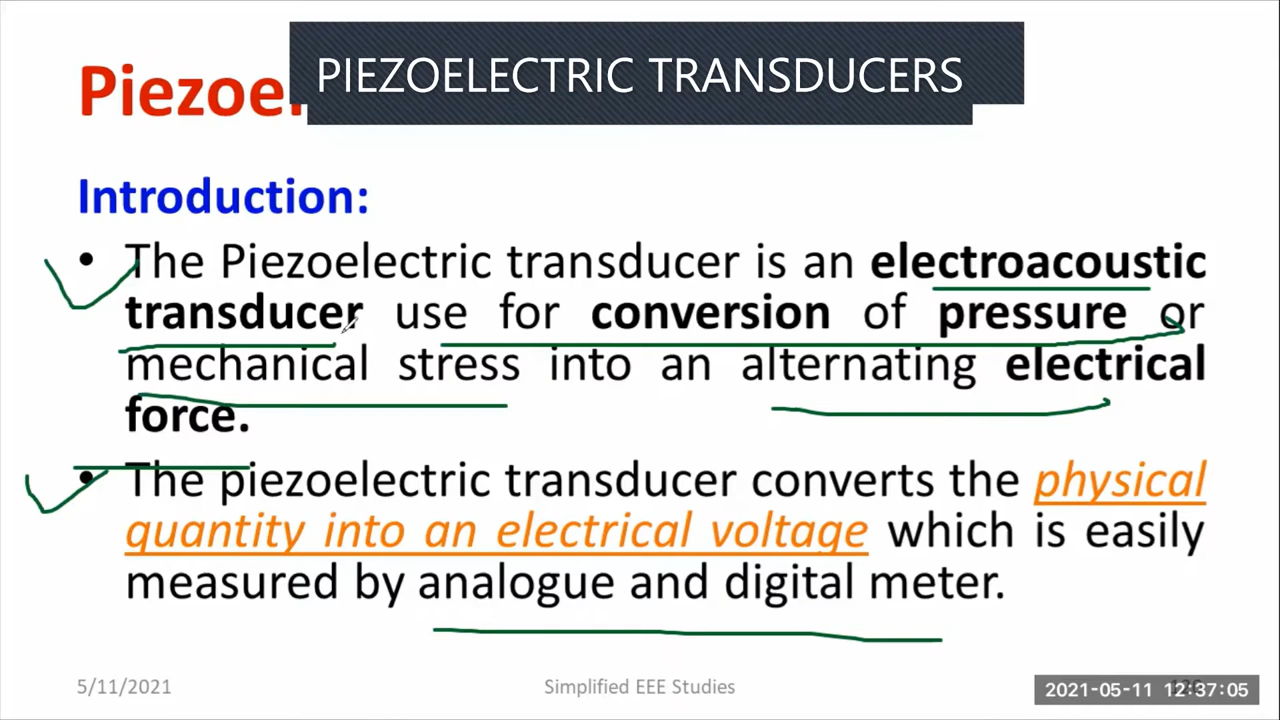 PIEZOELECTRIC TRANSDUCERS
Piezoe
Introduction:
• The Piezoelectric transducer is an electroacoustic
transducer use for conversion of pressure or
mechanical stress into an alternating electrical
force.
• The piezoelectric transducer converts the physical
quantity into an electrical voltage which is easily
measured by analogue and digital meter.
5/11/2021
Simplified EEE Studies
2021-05-11 12:37:05